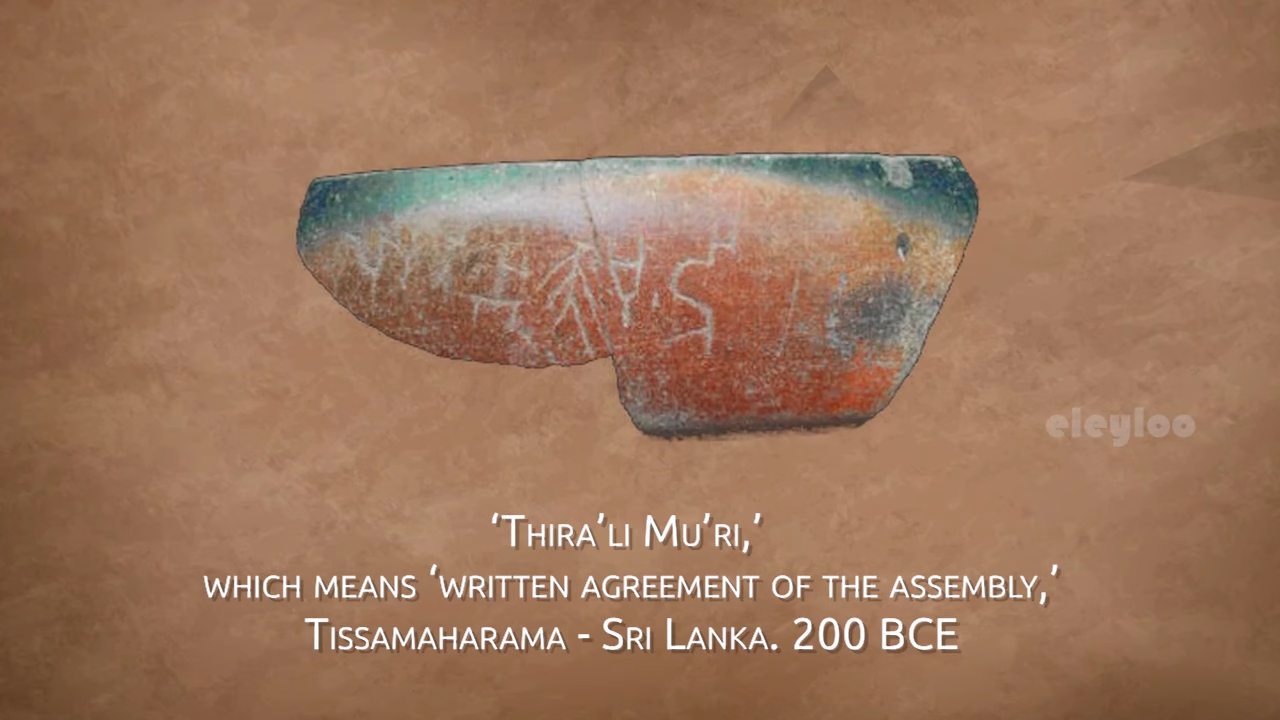 eleyloo
‘Thira’li Mu’ri,’
which means ‘written agreement of the assembly,’
Tissamaharama - Sri Lanka. 200 BCE